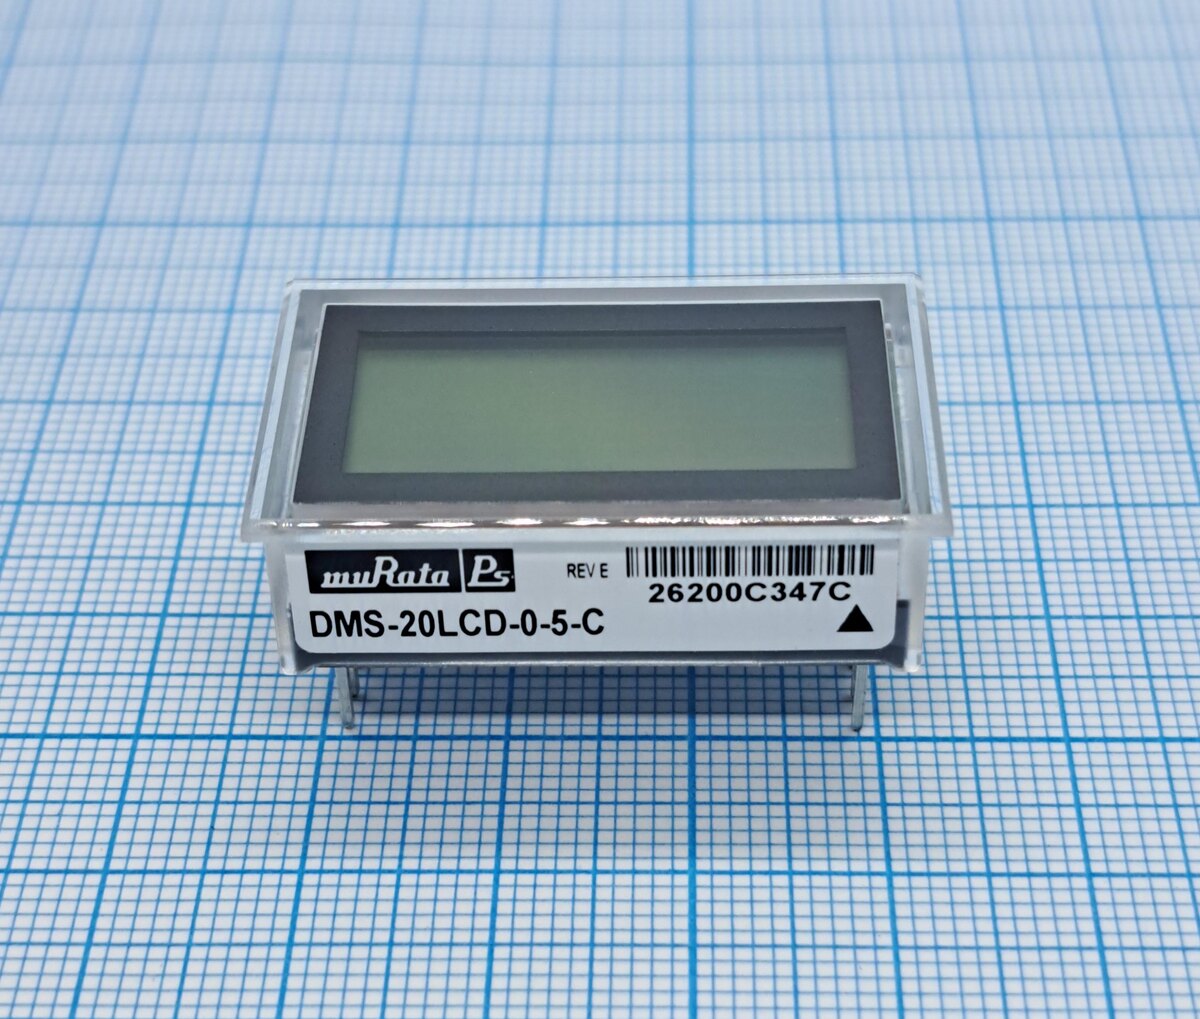 muRata Ps
REV E
26200C347C
DMS-20LCD-0-5-C